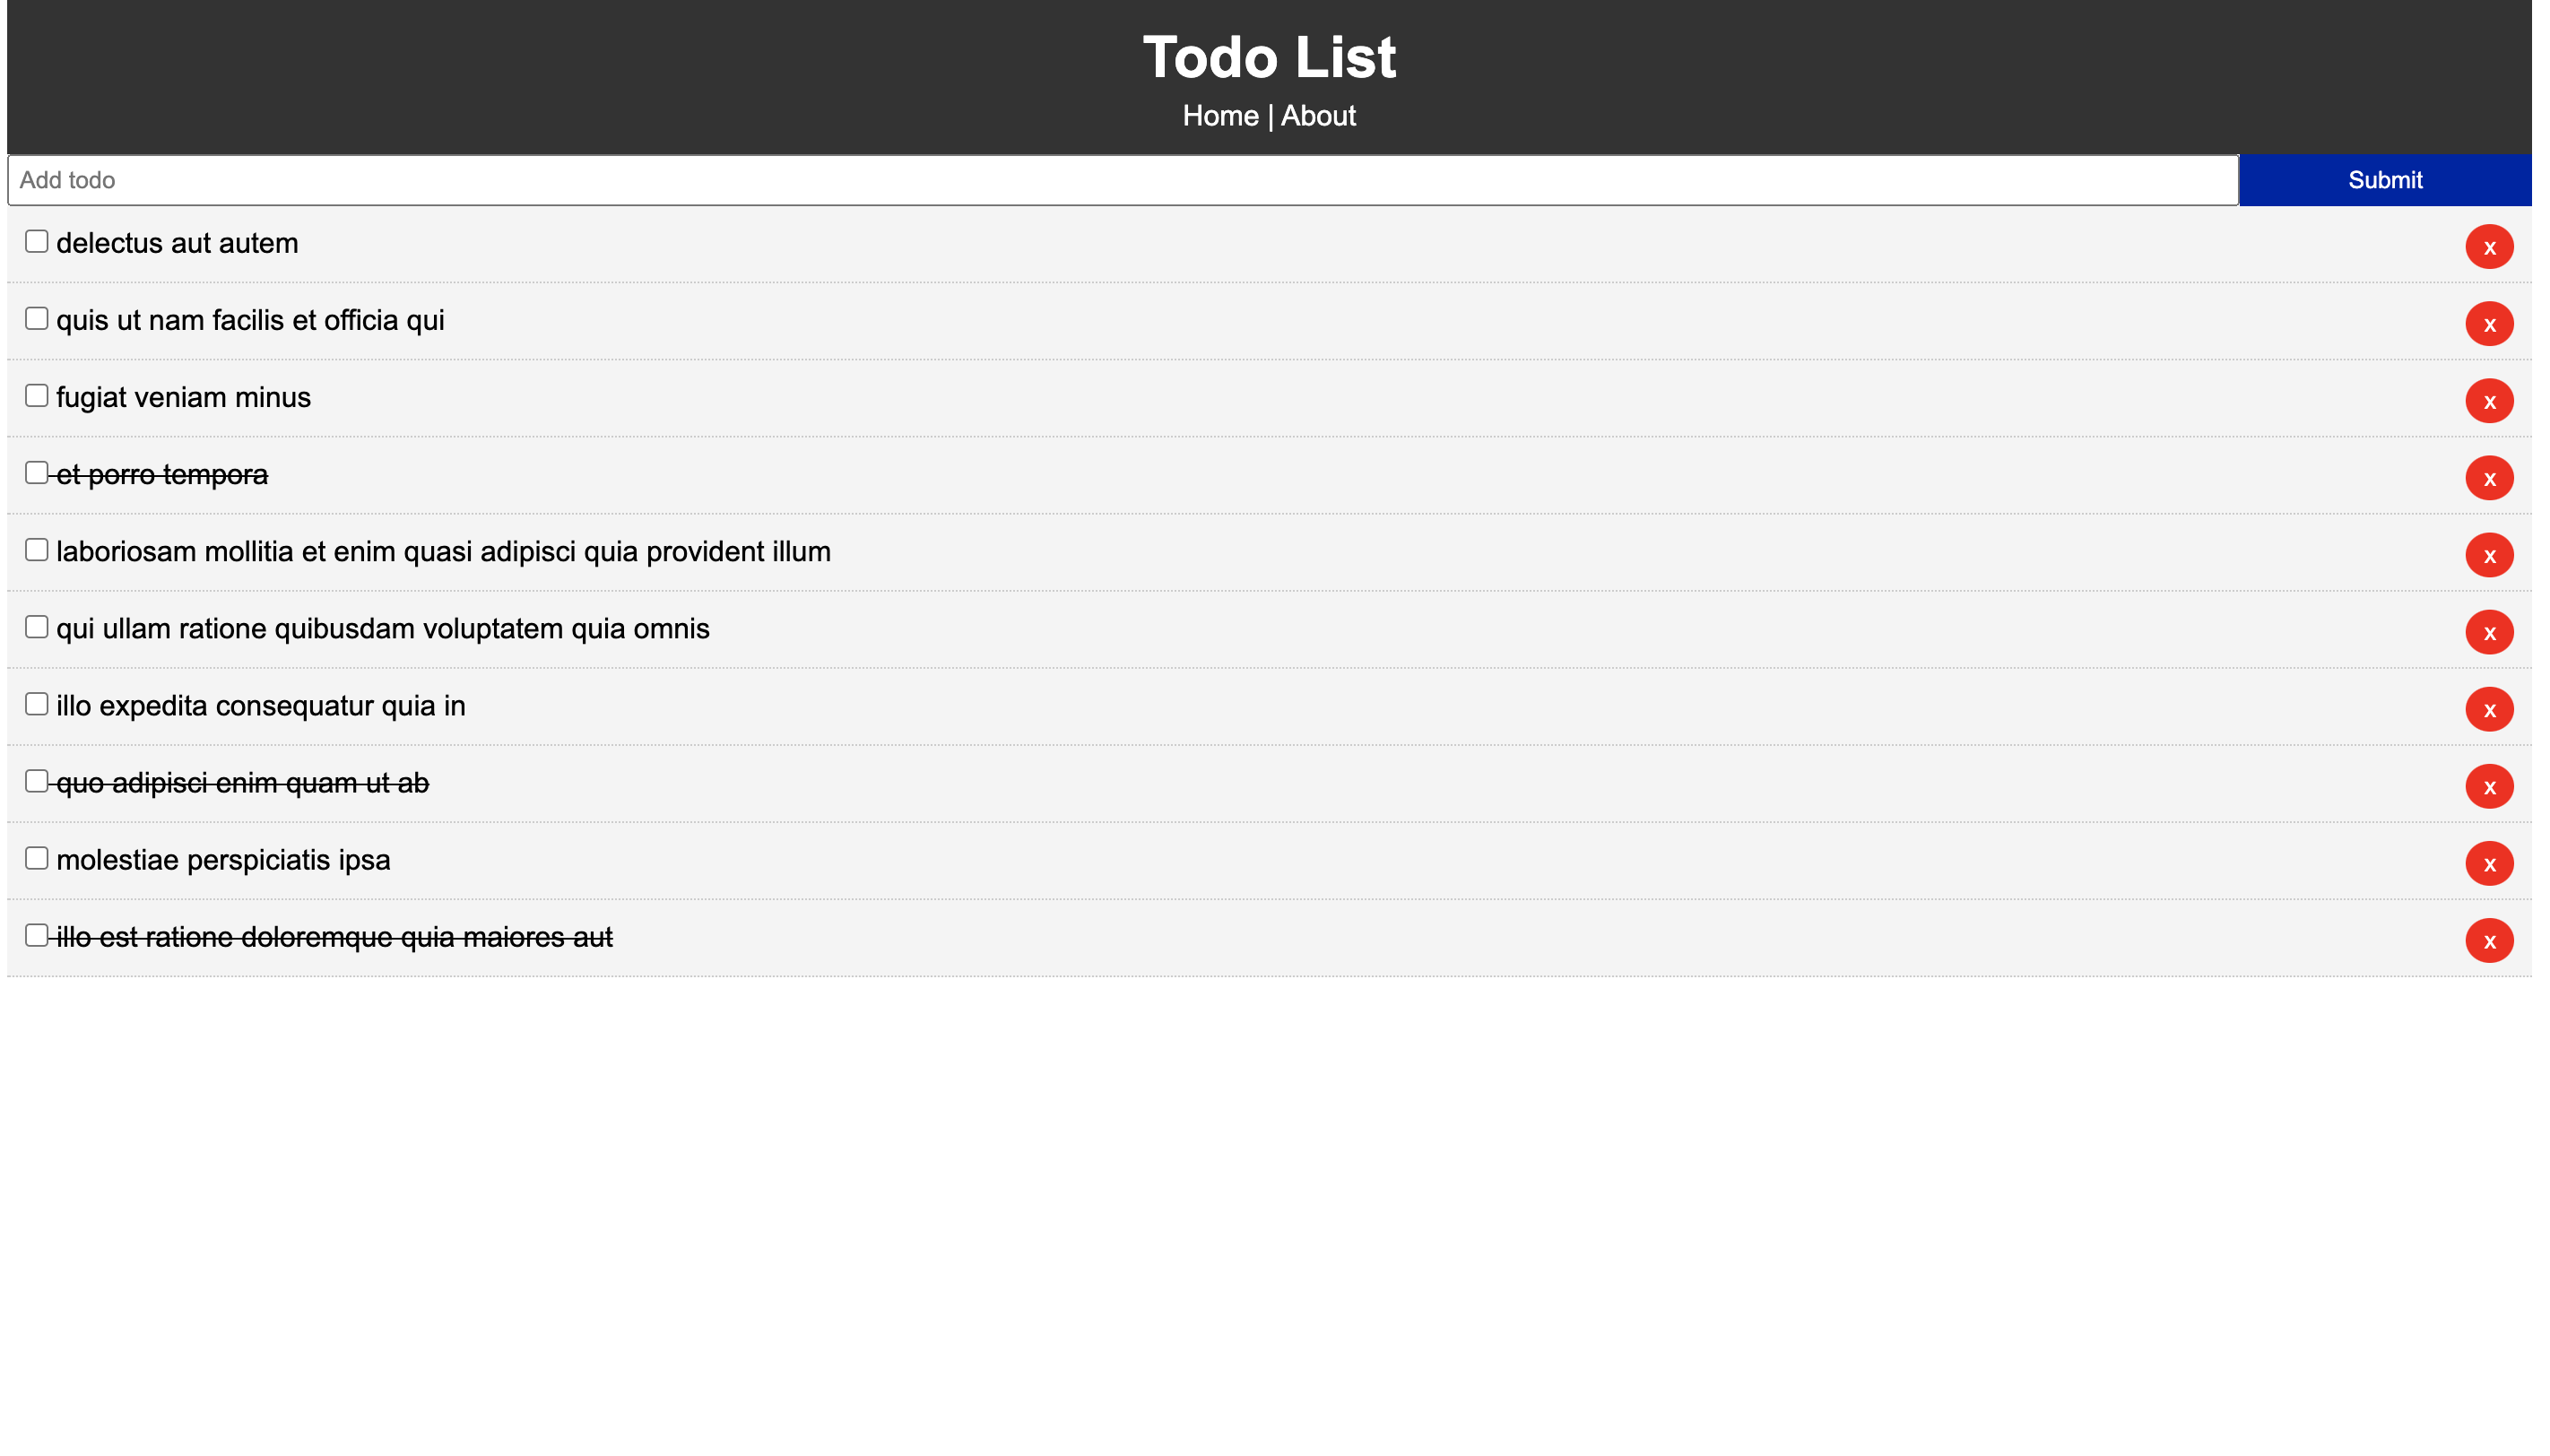 Todo List
Home | About
Add todo Submit
delectus aut autem x
quis ut nam facilis et officia qui x
fugiat veniam minus x
et porro tempora x
laboriosam mollitia et enim quasi adipisci quia provident illum x
qui ullam ratione quibusdam voluptatem quia omnis x
illo expedita consequatur quia in x
quo adipisci enim quam ut ab x
molestiae perspiciatis ipsa x
illo est ratione doloremque quia maiores aut x